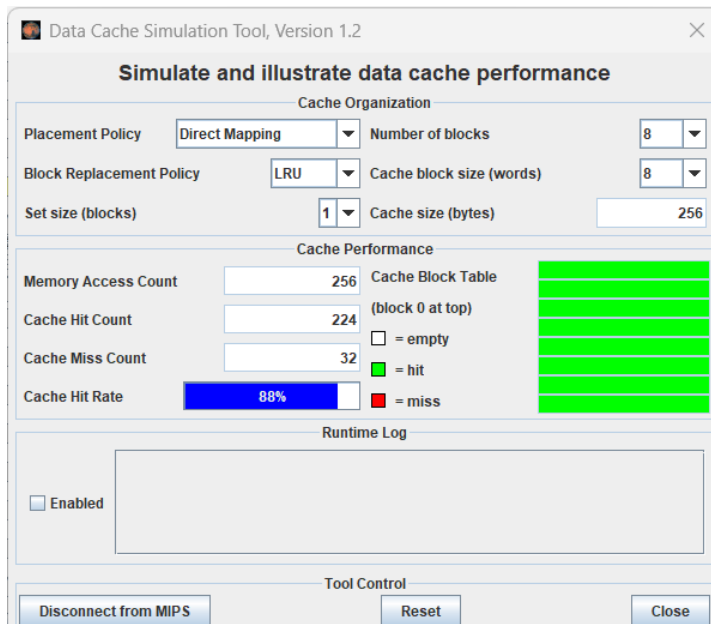 Data Cache Simulation Tool, Version 1.2
Simulate and illustrate data cache performance
Cache Organization
Placement Policy Direct Mapping Number of blocks 8
Block Replacement Policy LRU Cache block size (words) 8
Set size (blocks) 1 Cache size (bytes) 256
Cache Performance
Memory Access Count 256 Cache Block Table
(block 0 at top)
Cache Hit Count 224
= empty
Cache Miss Count 32
= hit
Cache Hit Rate 88%
= miss
Runtime Log
Enabled
Tool Control
Disconnect from MIPS Reset Close